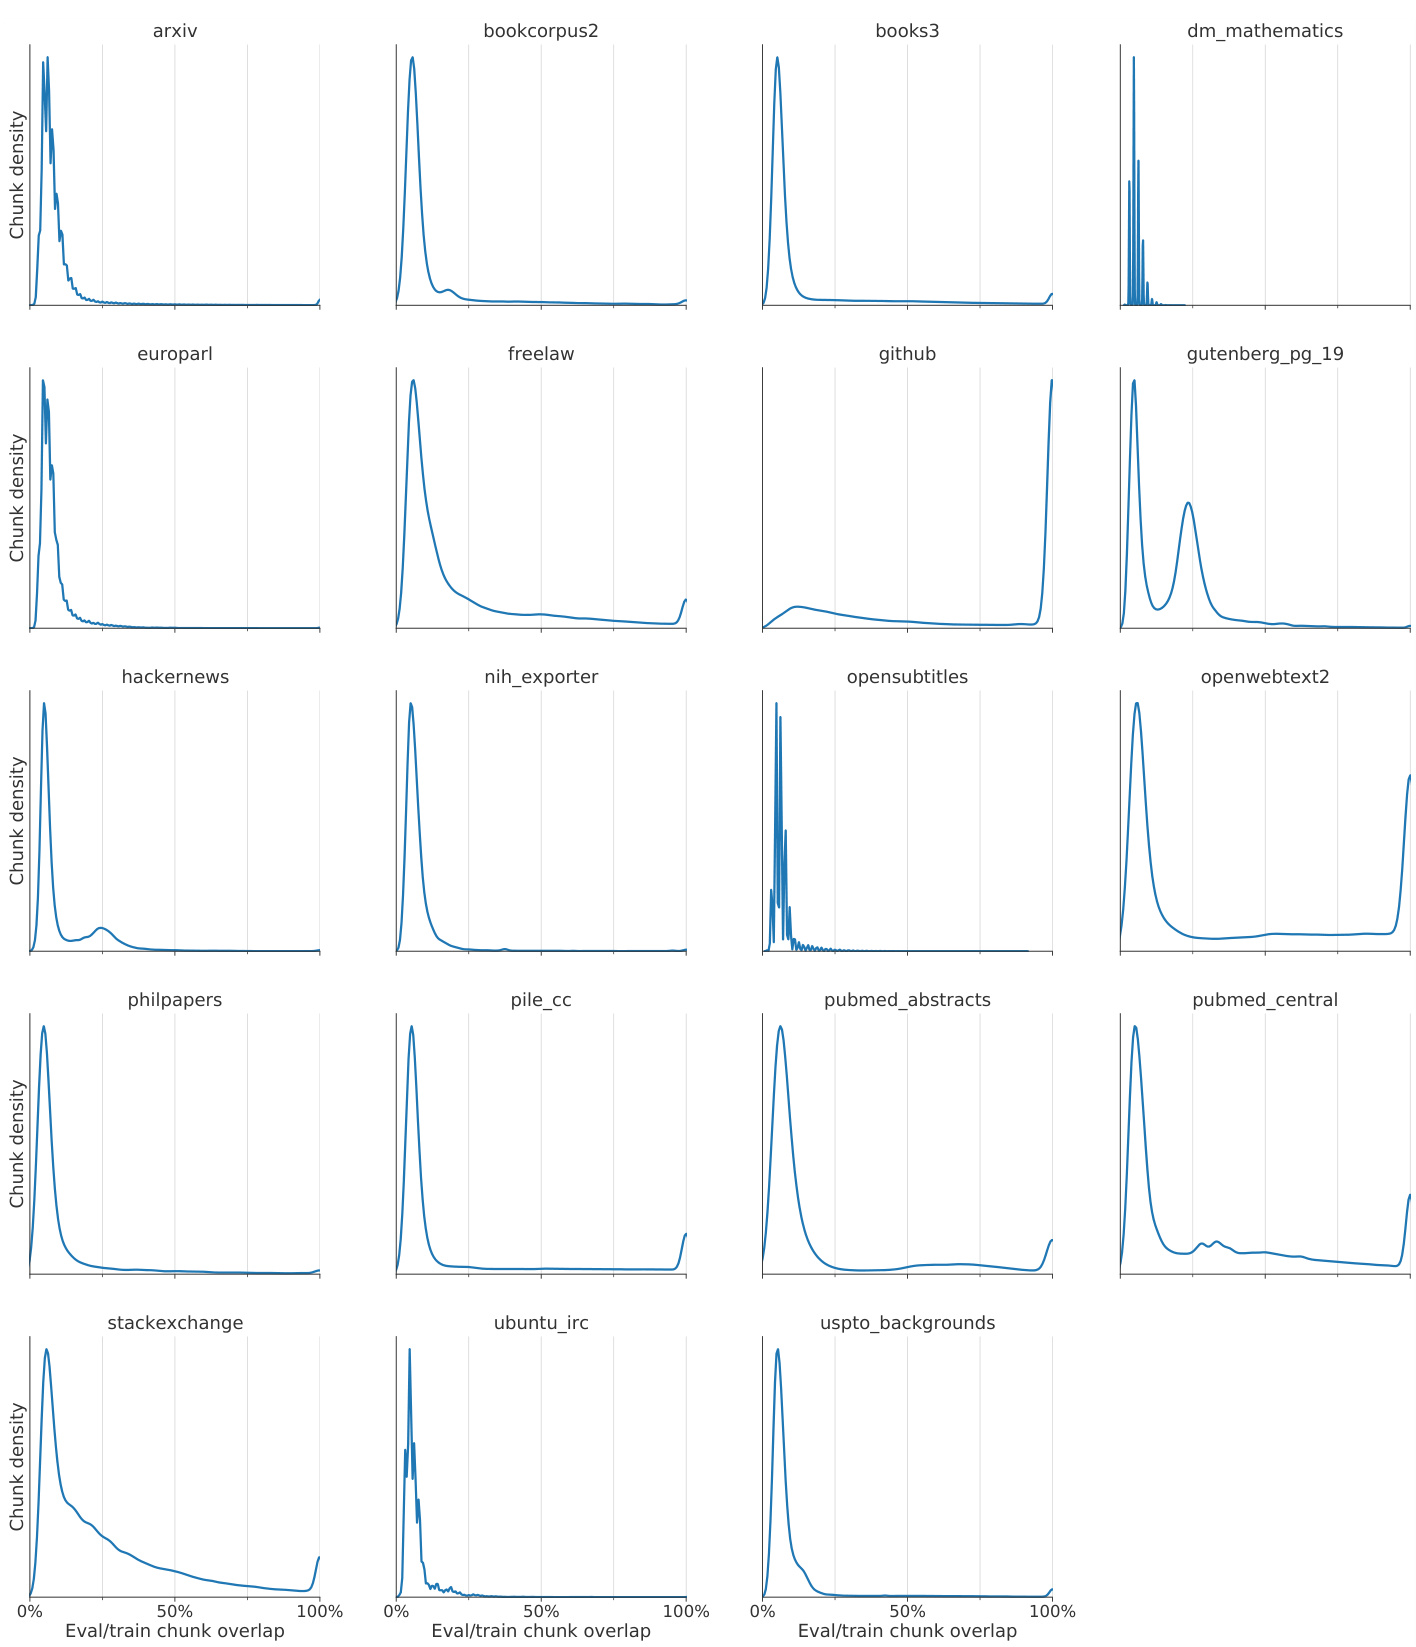 arxiv
bookcorpus2
books3
dm_mathematics
Chunk density
europarl
freelaw
github
gutenberg_pg_19
Chunk density
hackernews
nih_exporter
opensubtitles
openwebtext2
Chunk density
philpapers
pile_cc
pubmed_abstracts
pubmed_central
Chunk density
stackexchange
ubuntu_irc
uspto_backgrounds
Chunk density
0% 50% 100%
Eval/train chunk overlap
0% 50% 100%
Eval/train chunk overlap
0% 50% 100%
Eval/train chunk overlap